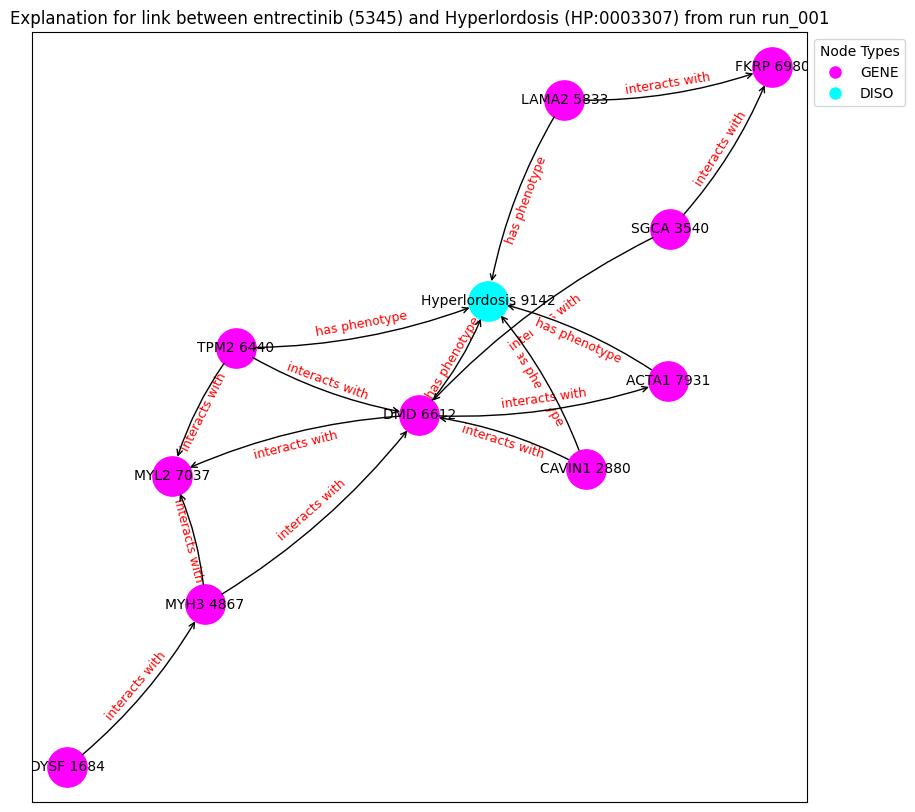 Explanation for link between entrectinib (5345) and Hyperlordosis (HP:0003307) from run run_001
Node Types
GENE
DISO
FKRP 6980
LAMA2 5833
interacts with
interacts with
has phenotype
SGCA 3540
Hyperlordosis 9142
has phenotype
TPM2 6440
with
has phenotype
has phenotype
interacts with
ACTA1 7931
interacts with
interacts with
DMD 6612
interacts with
interacts with
CAVIN1 2880
MYL2 7037
interacts with
interacts with
MYH3 4867
interacts with
DYSF 1684